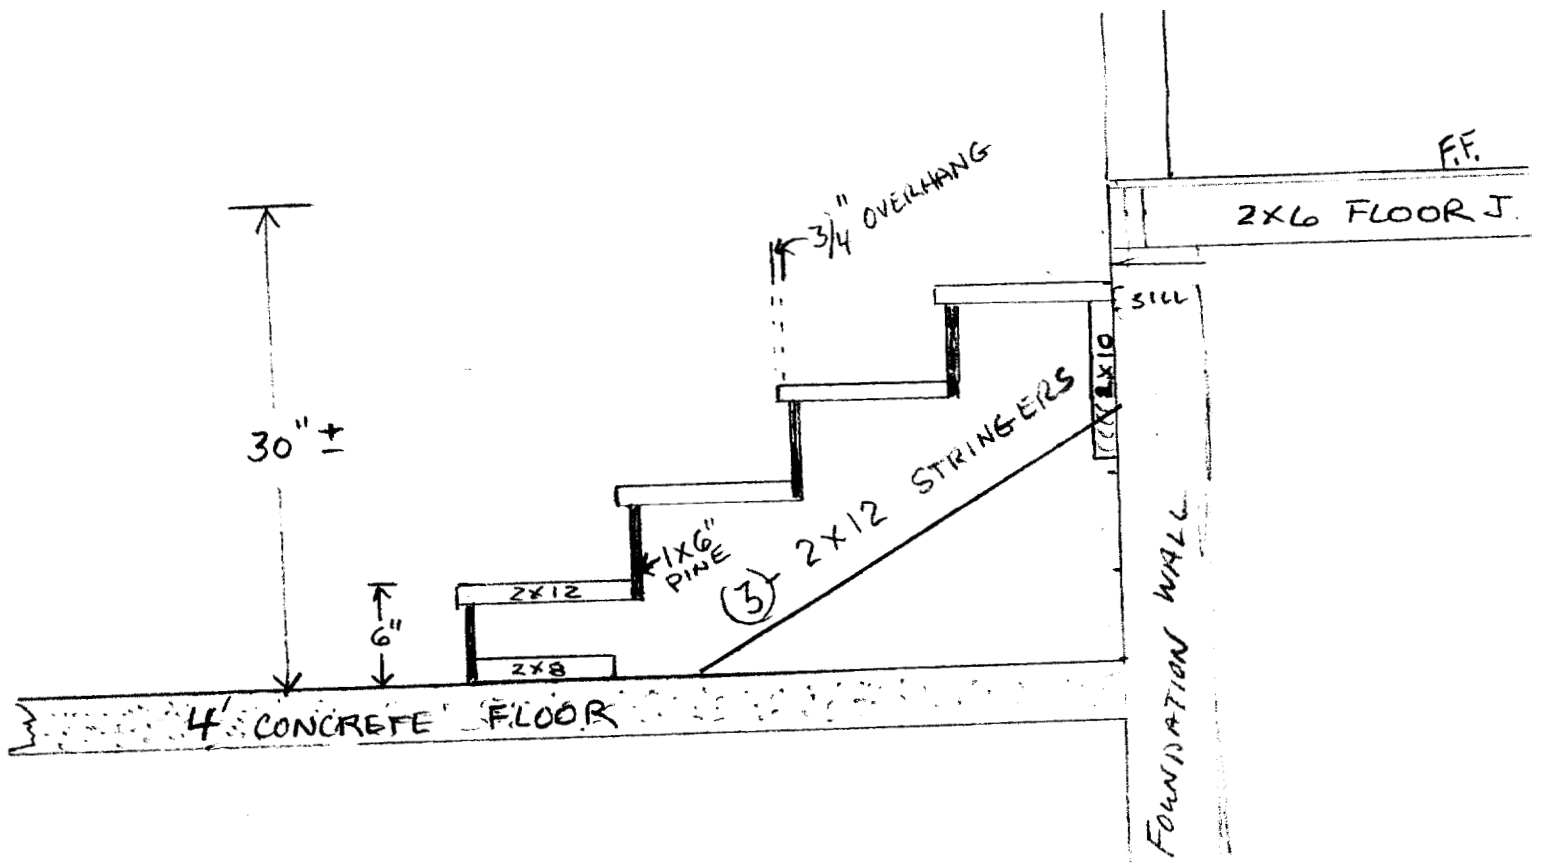 F.F.
2X6 FLOOR J.
3/4" OVERHANG
SILL
2X10
30" ±
③- 2X12 STRINGERS
1X6"
PINE
2X12
6"
2X8
4' CONCRETE FLOOR
FOUNDATION WALL